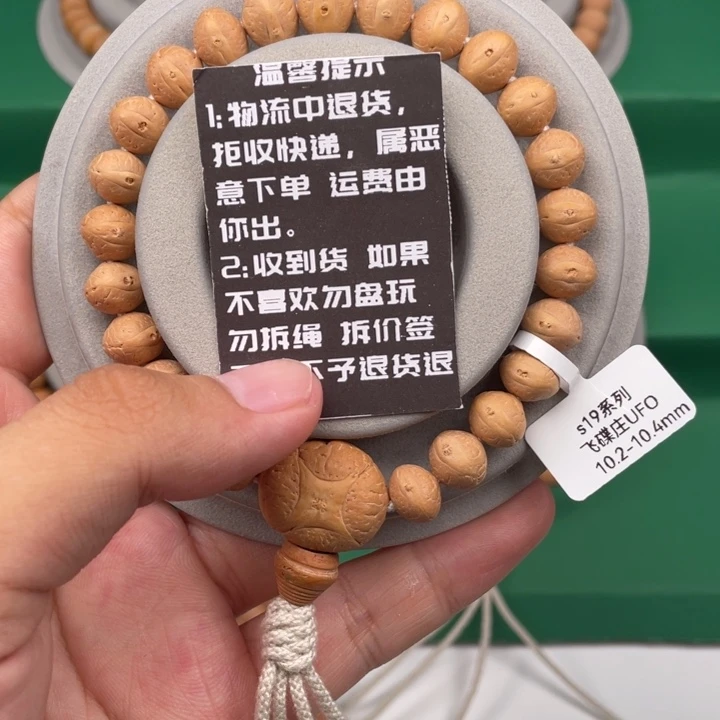 温馨提示
1:物流中退货，
拒收快递，属恶
意下单 运费由
你出。
2:收到货 如果
不喜欢勿盘玩
勿拆绳 拆价签
不予退货退
s19系列
飞碟庄UFO
10.2-10.4mm